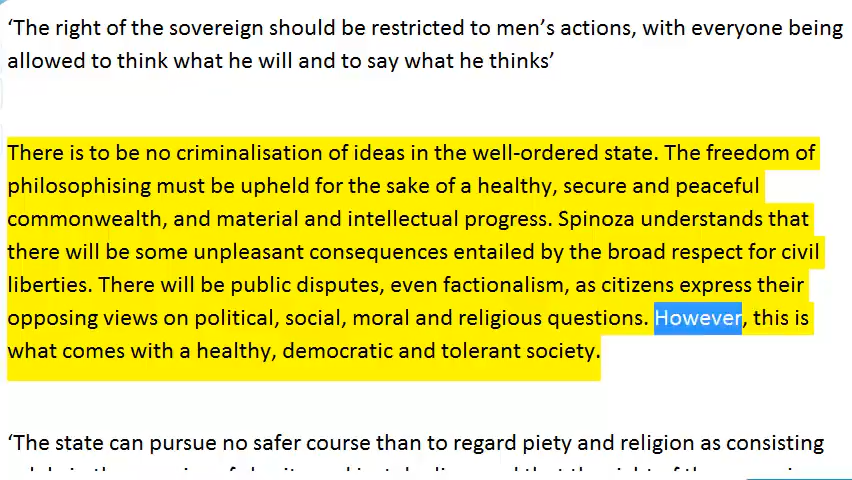 ‘The right of the sovereign should be restricted to men’s actions, with everyone being
allowed to think what he will and to say what he thinks’
There is to be no criminalisation of ideas in the well-ordered state. The freedom of
philosophising must be upheld for the sake of a healthy, secure and peaceful
commonwealth, and material and intellectual progress. Spinoza understands that
there will be some unpleasant consequences entailed by the broad respect for civil
liberties. There will be public disputes, even factionalism, as citizens express their
opposing views on political, social, moral and religious questions. However, this is
what comes with a healthy, democratic and tolerant society.
‘The state can pursue no safer course than to regard piety and religion as consisting